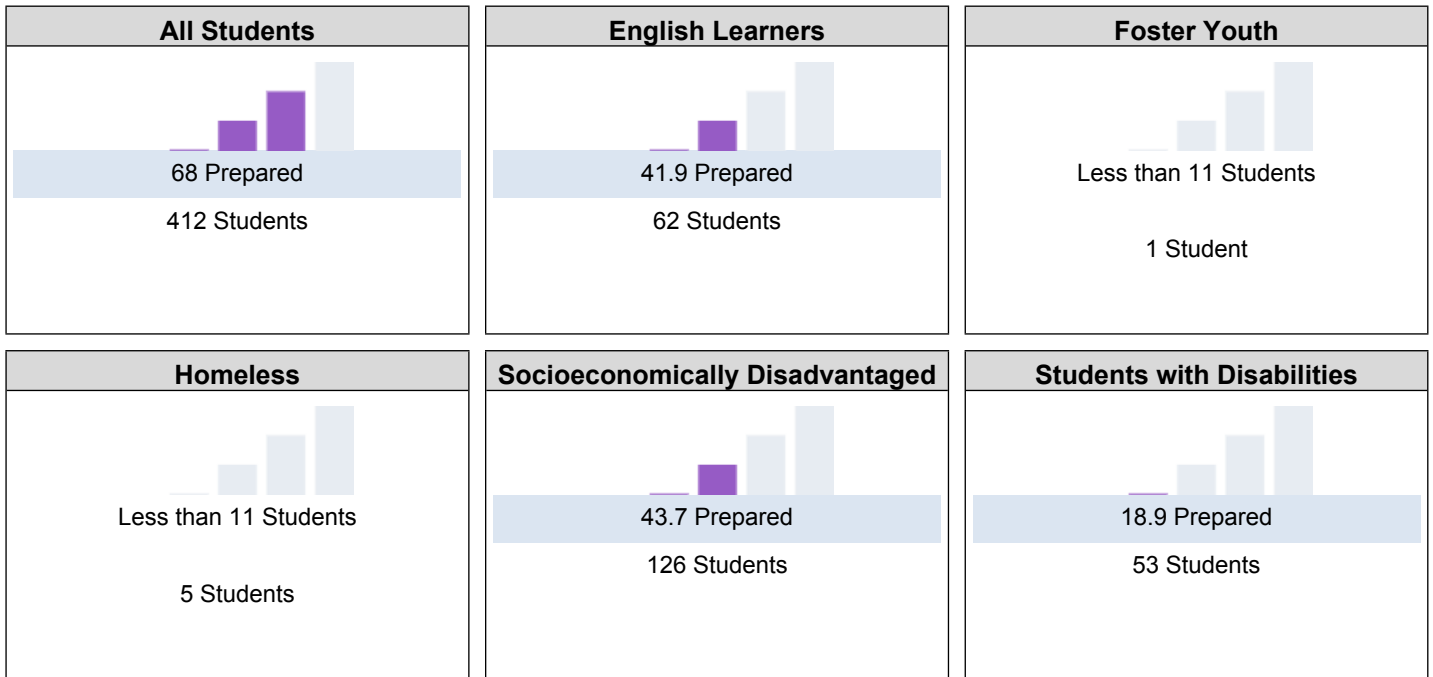 All Students
68 Prepared
412 Students
English Learners
41.9 Prepared
62 Students
Foster Youth
Less than 11 Students
1 Student
Homeless
Less than 11 Students
5 Students
Socioeconomically Disadvantaged
43.7 Prepared
126 Students
Students with Disabilities
18.9 Prepared
53 Students